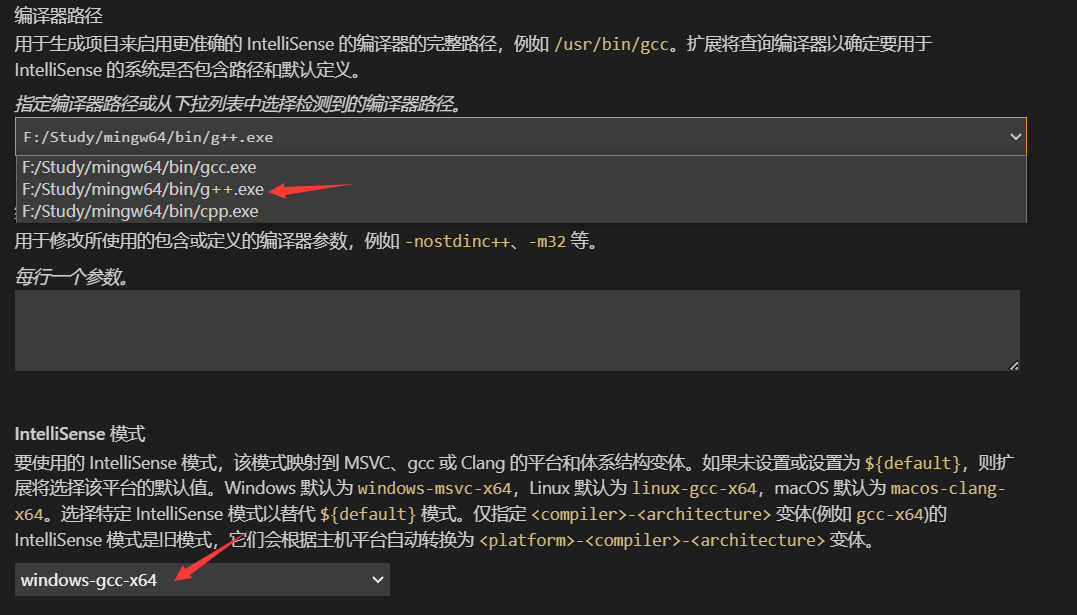 编译器路径
用于生成项目来启用更准确的 IntelliSense 的编译器的完整路径，例如 /usr/bin/gcc。扩展将查询编译器以确定要用于
IntelliSense 的系统是否包含路径和默认定义。
指定编译器路径或从下拉列表中选择检测到的编译器路径。
F:/Study/mingw64/bin/g++.exe
F:/Study/mingw64/bin/gcc.exe
F:/Study/mingw64/bin/g++.exe
F:/Study/mingw64/bin/cpp.exe
用于修改所使用的包含或定义的编译器参数，例如 -nostdinc++、-m32 等。
每行一个参数。
IntelliSense 模式
要使用的 IntelliSense 模式，该模式映射到 MSVC、gcc 或 Clang 的平台和体系结构变体。如果未设置或设置为 ${default}，则扩
展将选择该平台的默认值。Windows 默认为 windows-msvc-x64，Linux 默认为 linux-gcc-x64，macOS 默认为 macos-clang-
x64。选择特定 IntelliSense 模式以替代 ${default} 模式。仅指定 <compiler>-<architecture> 变体(例如 gcc-x64)的
IntelliSense 模式是旧模式，它们会根据主机平台自动转换为 <platform>-<compiler>-<architecture> 变体。
windows-gcc-x64